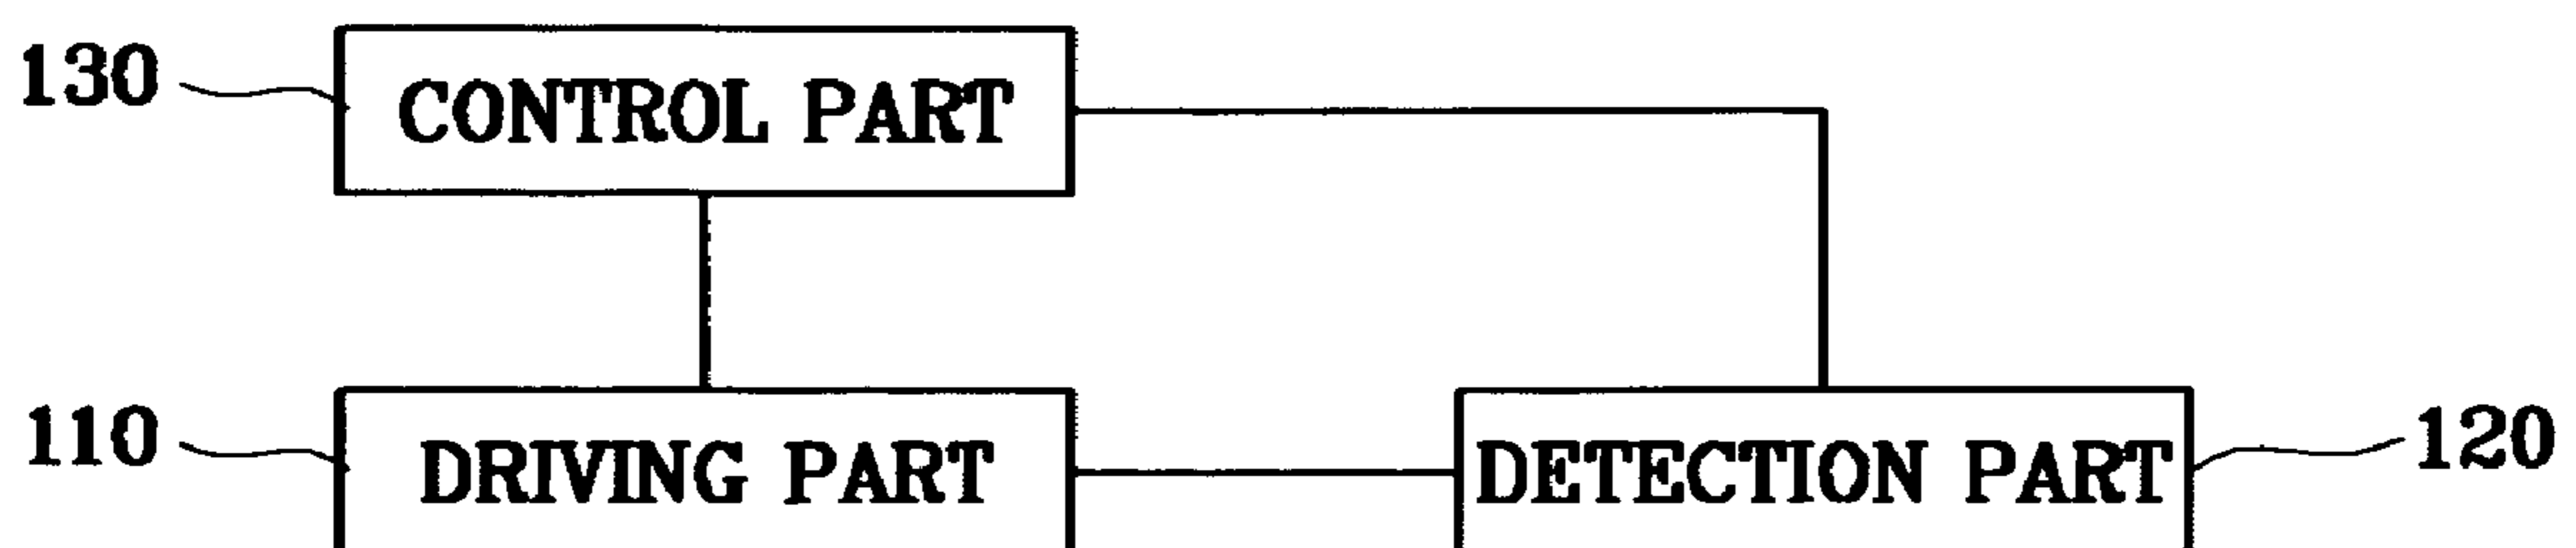 130 CONTROL PART
110 DRIVING PART DETECTION PART 120